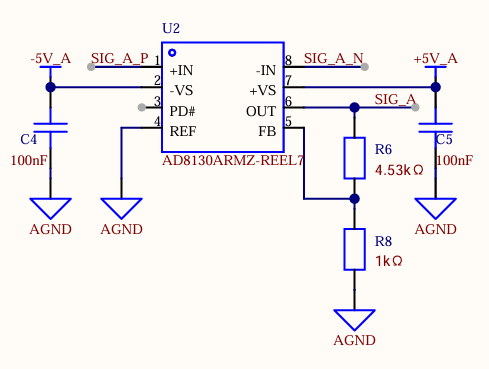 U2
-5V_A
SIG_A_P
1
+IN
-IN
8
SIG_A_N
+5V_A
2
-VS
+VS
7
3
PD#
OUT
6
SIG_A
4
REF
FB
5
C4
100nF
AD8130ARMZ-REEL7
R6
4.53kΩ
C5
100nF
AGND
AGND
AGND
R8
1kΩ
AGND